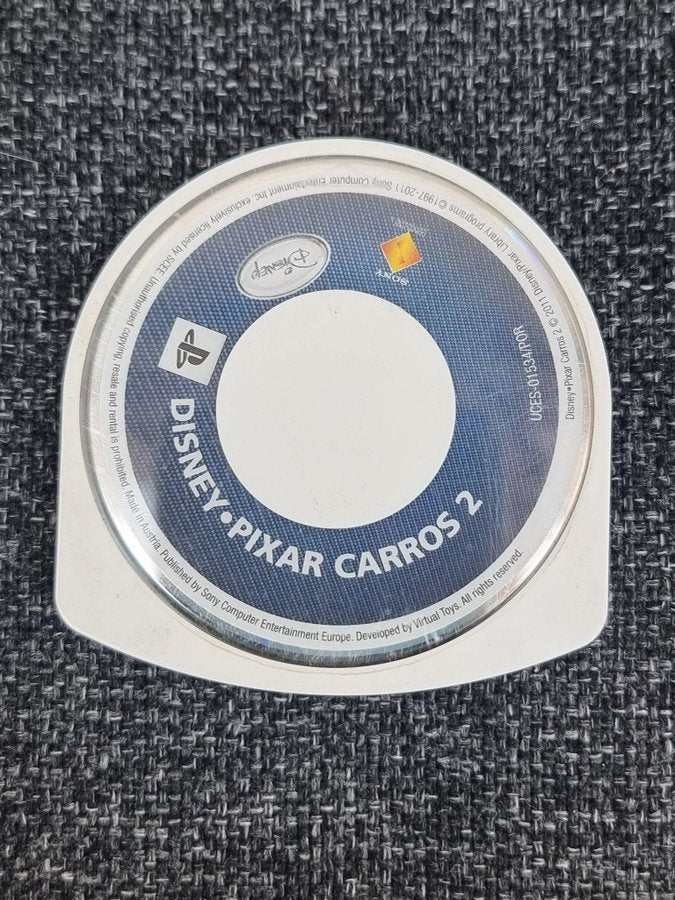 DISNEY•PIXAR CARROS 2
DISNEY
SONY
UCES-01534/POR
Disney•Pixar Carros 2 © 2011 Disney/Pixar. Library programs ©1997-2011 Sony Computer Entertainment Inc. exclusively licensed by SCEE. Unauthorised copying, resale and rental is prohibited. Made in Austria. Published by Sony Computer Entertainment Europe. Developed by Virtual Toys. All rights reserved.